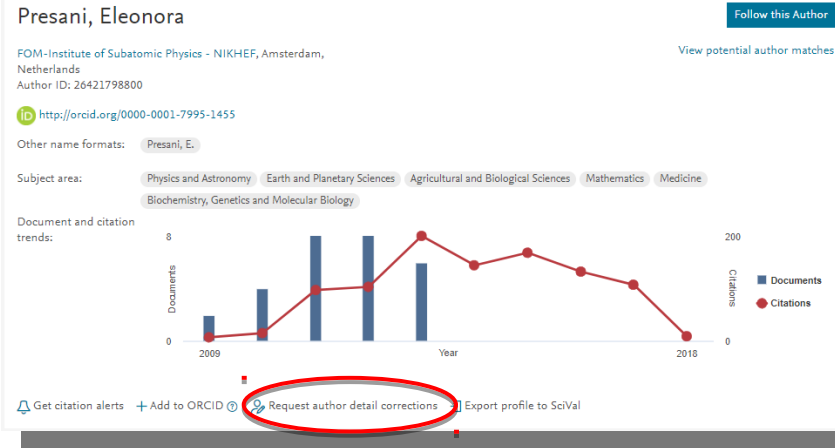 Presani, Eleonora
Follow this Author
FOM-Institute of Subatomic Physics - NIKHEF, Amsterdam,
Netherlands
View potential author matches
Author ID: 26421798800
iD http://orcid.org/0000-0001-7995-1455
Other name formats: Presani, E.
Subject area: Physics and Astronomy Earth and Planetary Sciences Agricultural and Biological Sciences Mathematics Medicine
Biochemistry, Genetics and Molecular Biology
Document and citation
trends:
8
200
Documents
Citations
Documents
Citations
0
0
2009
Year
2018
Get citation alerts + Add to ORCID ? Request author detail corrections Export profile to SciVal